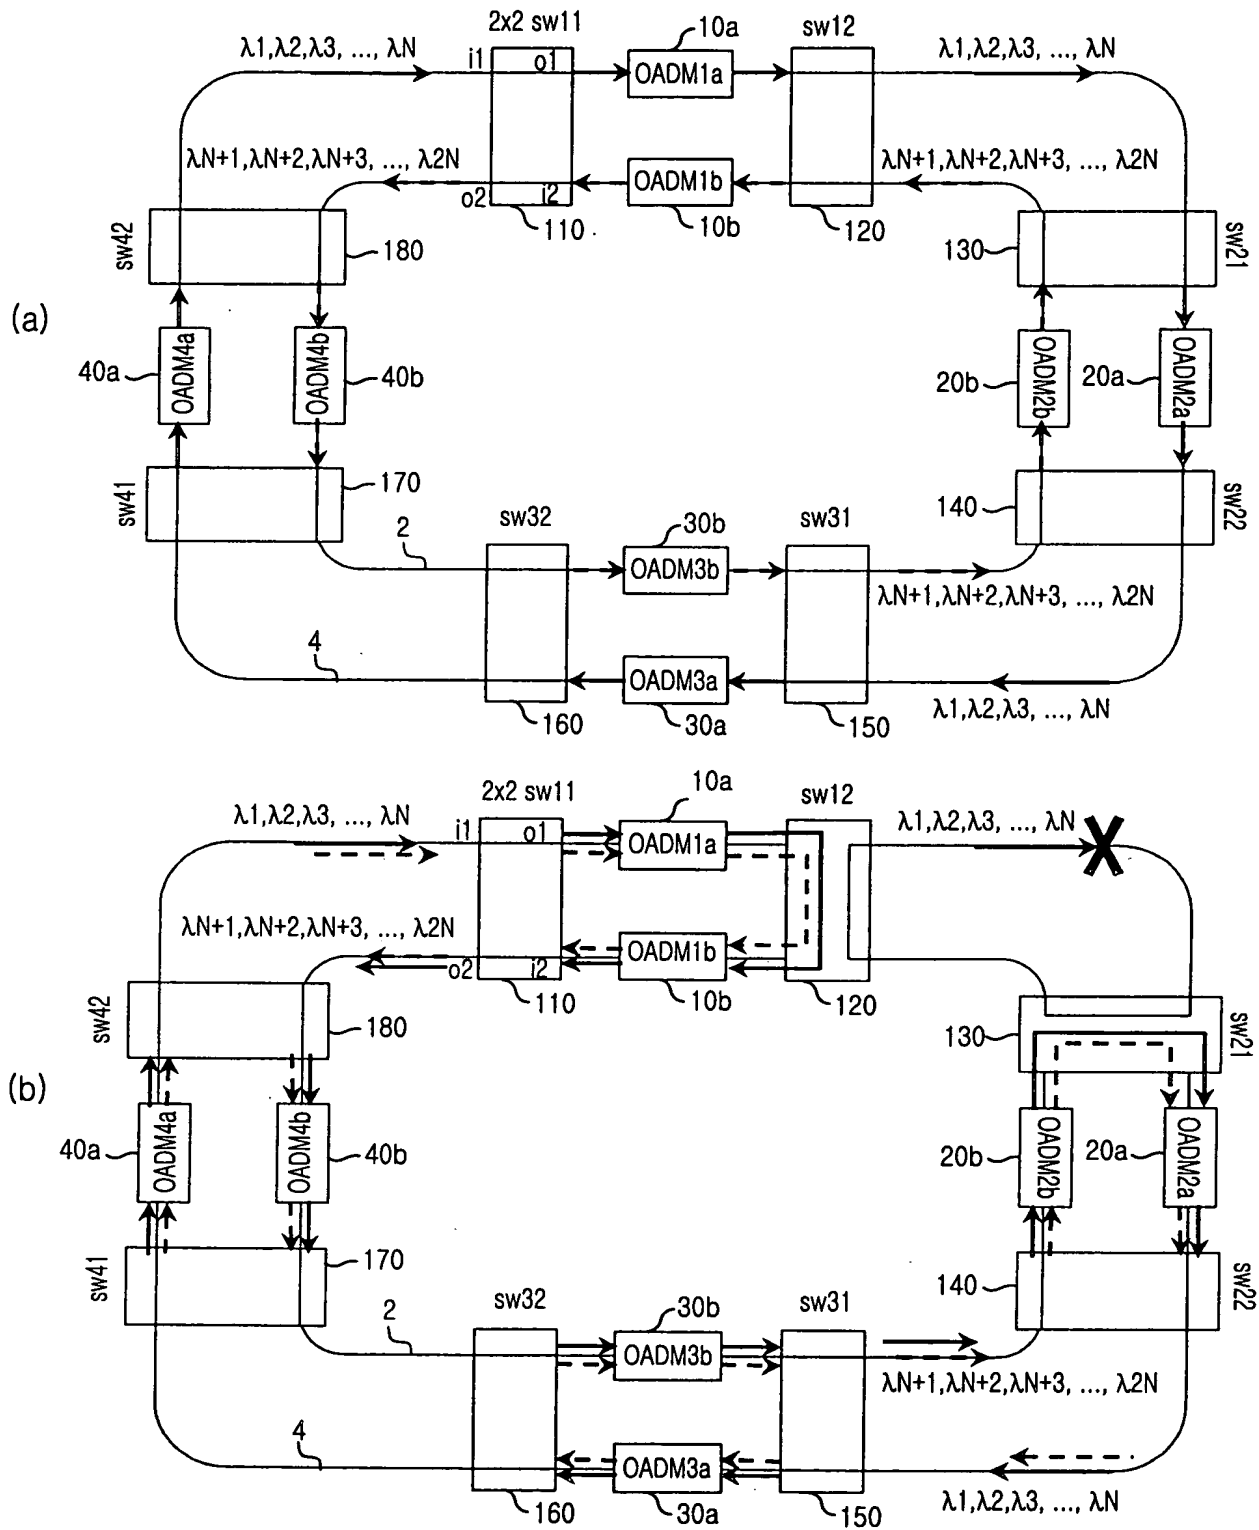 (a)
2x2 sw11
10a
sw12
λ1,λ2,λ3, ..., λN
i1
o1
OADM1a
λ1,λ2,λ3, ..., λN
λN+1,λN+2,λN+3, ..., λ2N
OADM1b
λN+1,λN+2,λN+3, ..., λ2N
o2
i2
110
10b
120
sw42
180
130
sw21
40a
OADM4a
OADM4b
40b
20b
OADM2b
20a
OADM2a
sw41
170
140
sw22
2
sw32
30b
sw31
OADM3b
λN+1,λN+2,λN+3, ..., λ2N
4
OADM3a
λ1,λ2,λ3, ..., λN
160
30a
150
(b)
2x2 sw11
10a
sw12
λ1,λ2,λ3, ..., λN
i1
o1
OADM1a
λ1,λ2,λ3, ..., λN
λN+1,λN+2,λN+3, ..., λ2N
OADM1b
o2
i2
110
10b
120
sw42
180
130
sw21
40a
OADM4a
OADM4b
40b
20b
OADM2b
20a
OADM2a
sw41
170
140
sw22
2
sw32
30b
sw31
OADM3b
λN+1,λN+2,λN+3, ..., λ2N
4
OADM3a
λ1,λ2,λ3, ..., λN
160
30a
150